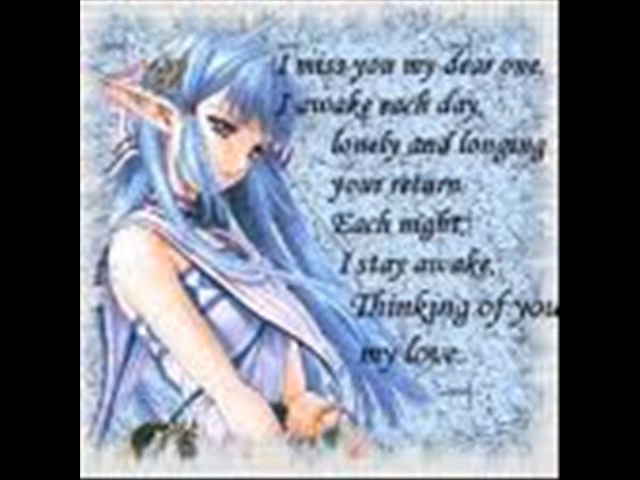 I miss you my dear one,
I awake each day,
lonely and longing
your return
Each night,
I stay awake,
Thinking of you
my love.